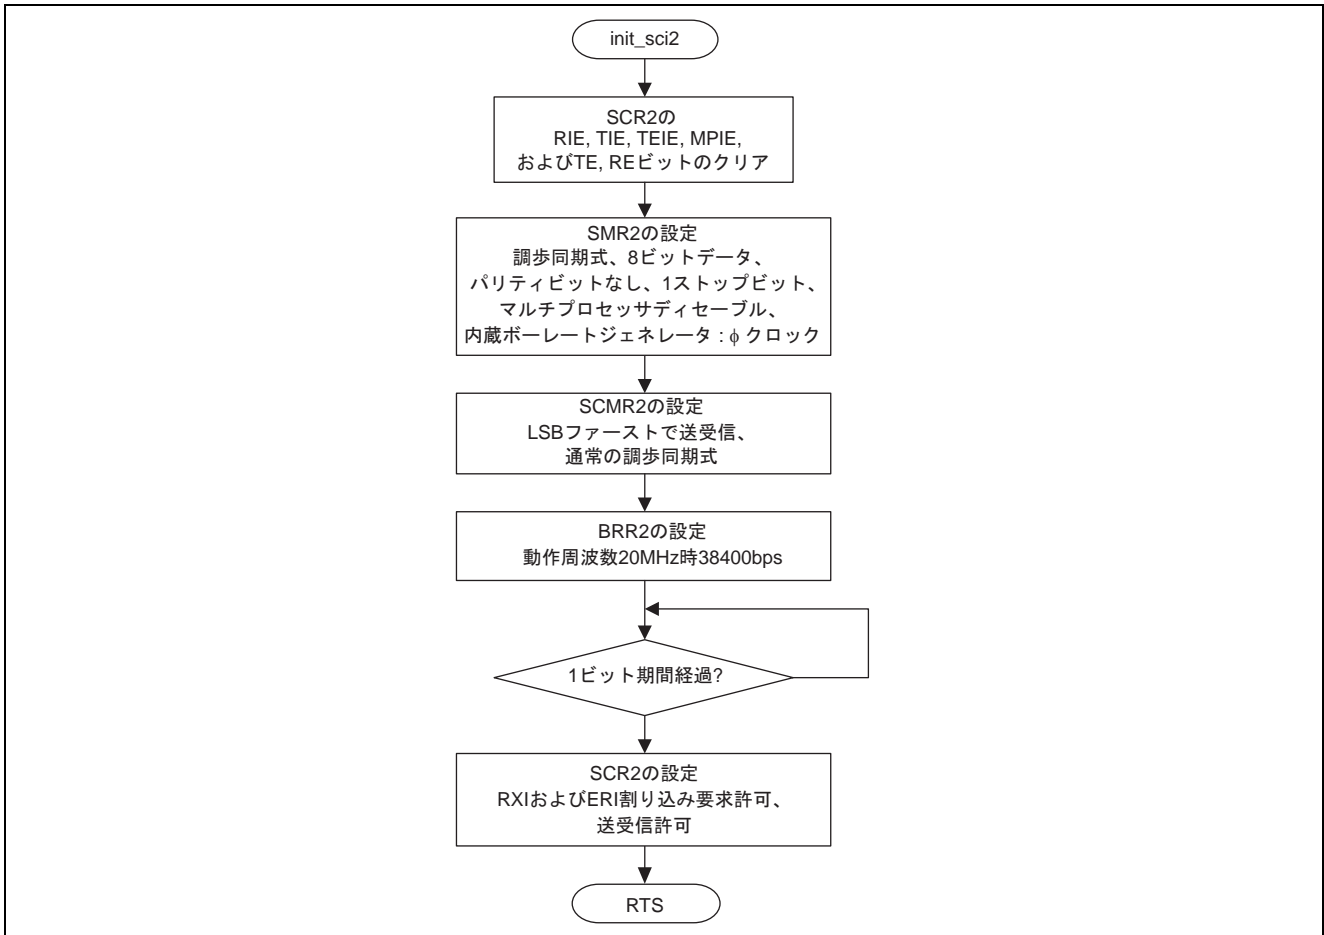 init_sci2
SCR2の
RIE, TIE, TEIE, MPIE,
およびTE, REビットのクリア
SMR2の設定
調歩同期式、8ビットデータ、
パリティビットなし、1ストップビット、
マルチプロセッサディセーブル、
内蔵ボーレートジェネレータ : ϕ クロック
SCMR2の設定
LSBファーストで送受信、
通常の調歩同期式
BRR2の設定
動作周波数20MHz時38400bps
1ビット期間経過?
SCR2の設定
RXIおよびERI割り込み要求許可、
送受信許可
RTS